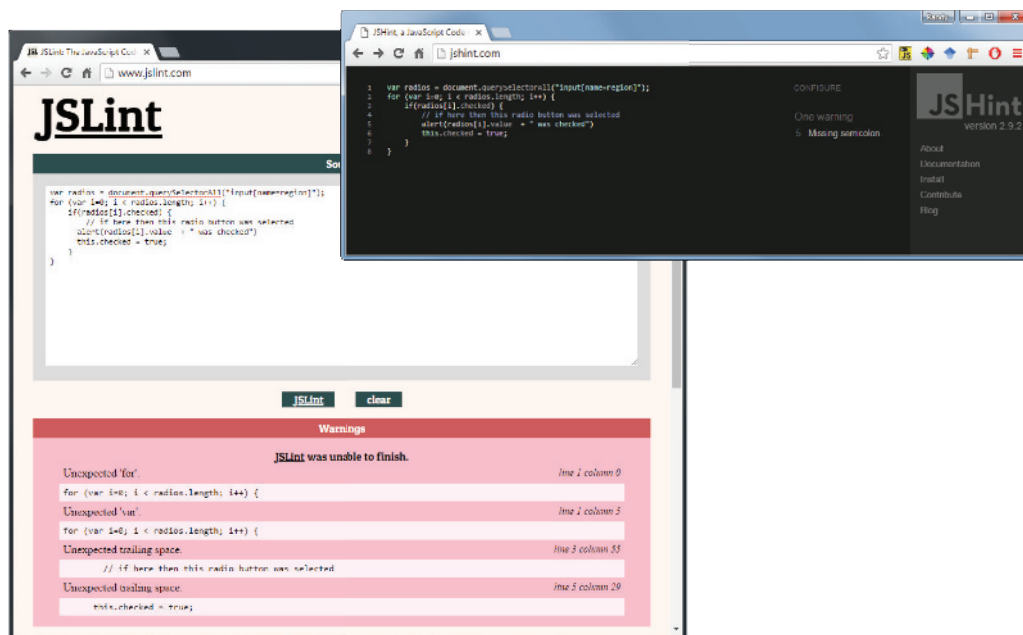 JSLint: The JavaScript Cod
www.jslint.com
JSLint
Sou
var radios = document.querySelectorAll("input[name=region]");
for (var i=0; i < radios.length; i++) {
if(radios[i].checked) {
// if here then this radio button was selected
alert(radios[i].value + " was checked")
this.checked = true;
}
}
JSLint clear
Warnings
JSLint was unable to finish.
Unexpected 'for'. line 1 column 0
for (var i=0; i < radios.length; i++) {
Unexpected 'var'. line 1 column 5
for (var i=0; i < radios.length; i++) {
Unexpected trailing space. line 3 column 55
// if here then this radio button was selected
Unexpected trailing space. line 5 column 29
this.checked = true;
Randy
JSHint, a JavaScript Code
jshint.com
1 var radios = document.querySelectorAll("input[name=region]");
2 for (var i=0; i < radios.length; i++) {
3 if(radios[i].checked) {
4 // if here then this radio button was selected
5 alert(radios[i].value + " was checked")
6 this.checked = true;
7 }
8 }
CONFIGURE
One warning
5 Missing semicolon
JSHint
version 2.9.2
About
Documentation
Install
Contribute
Blog